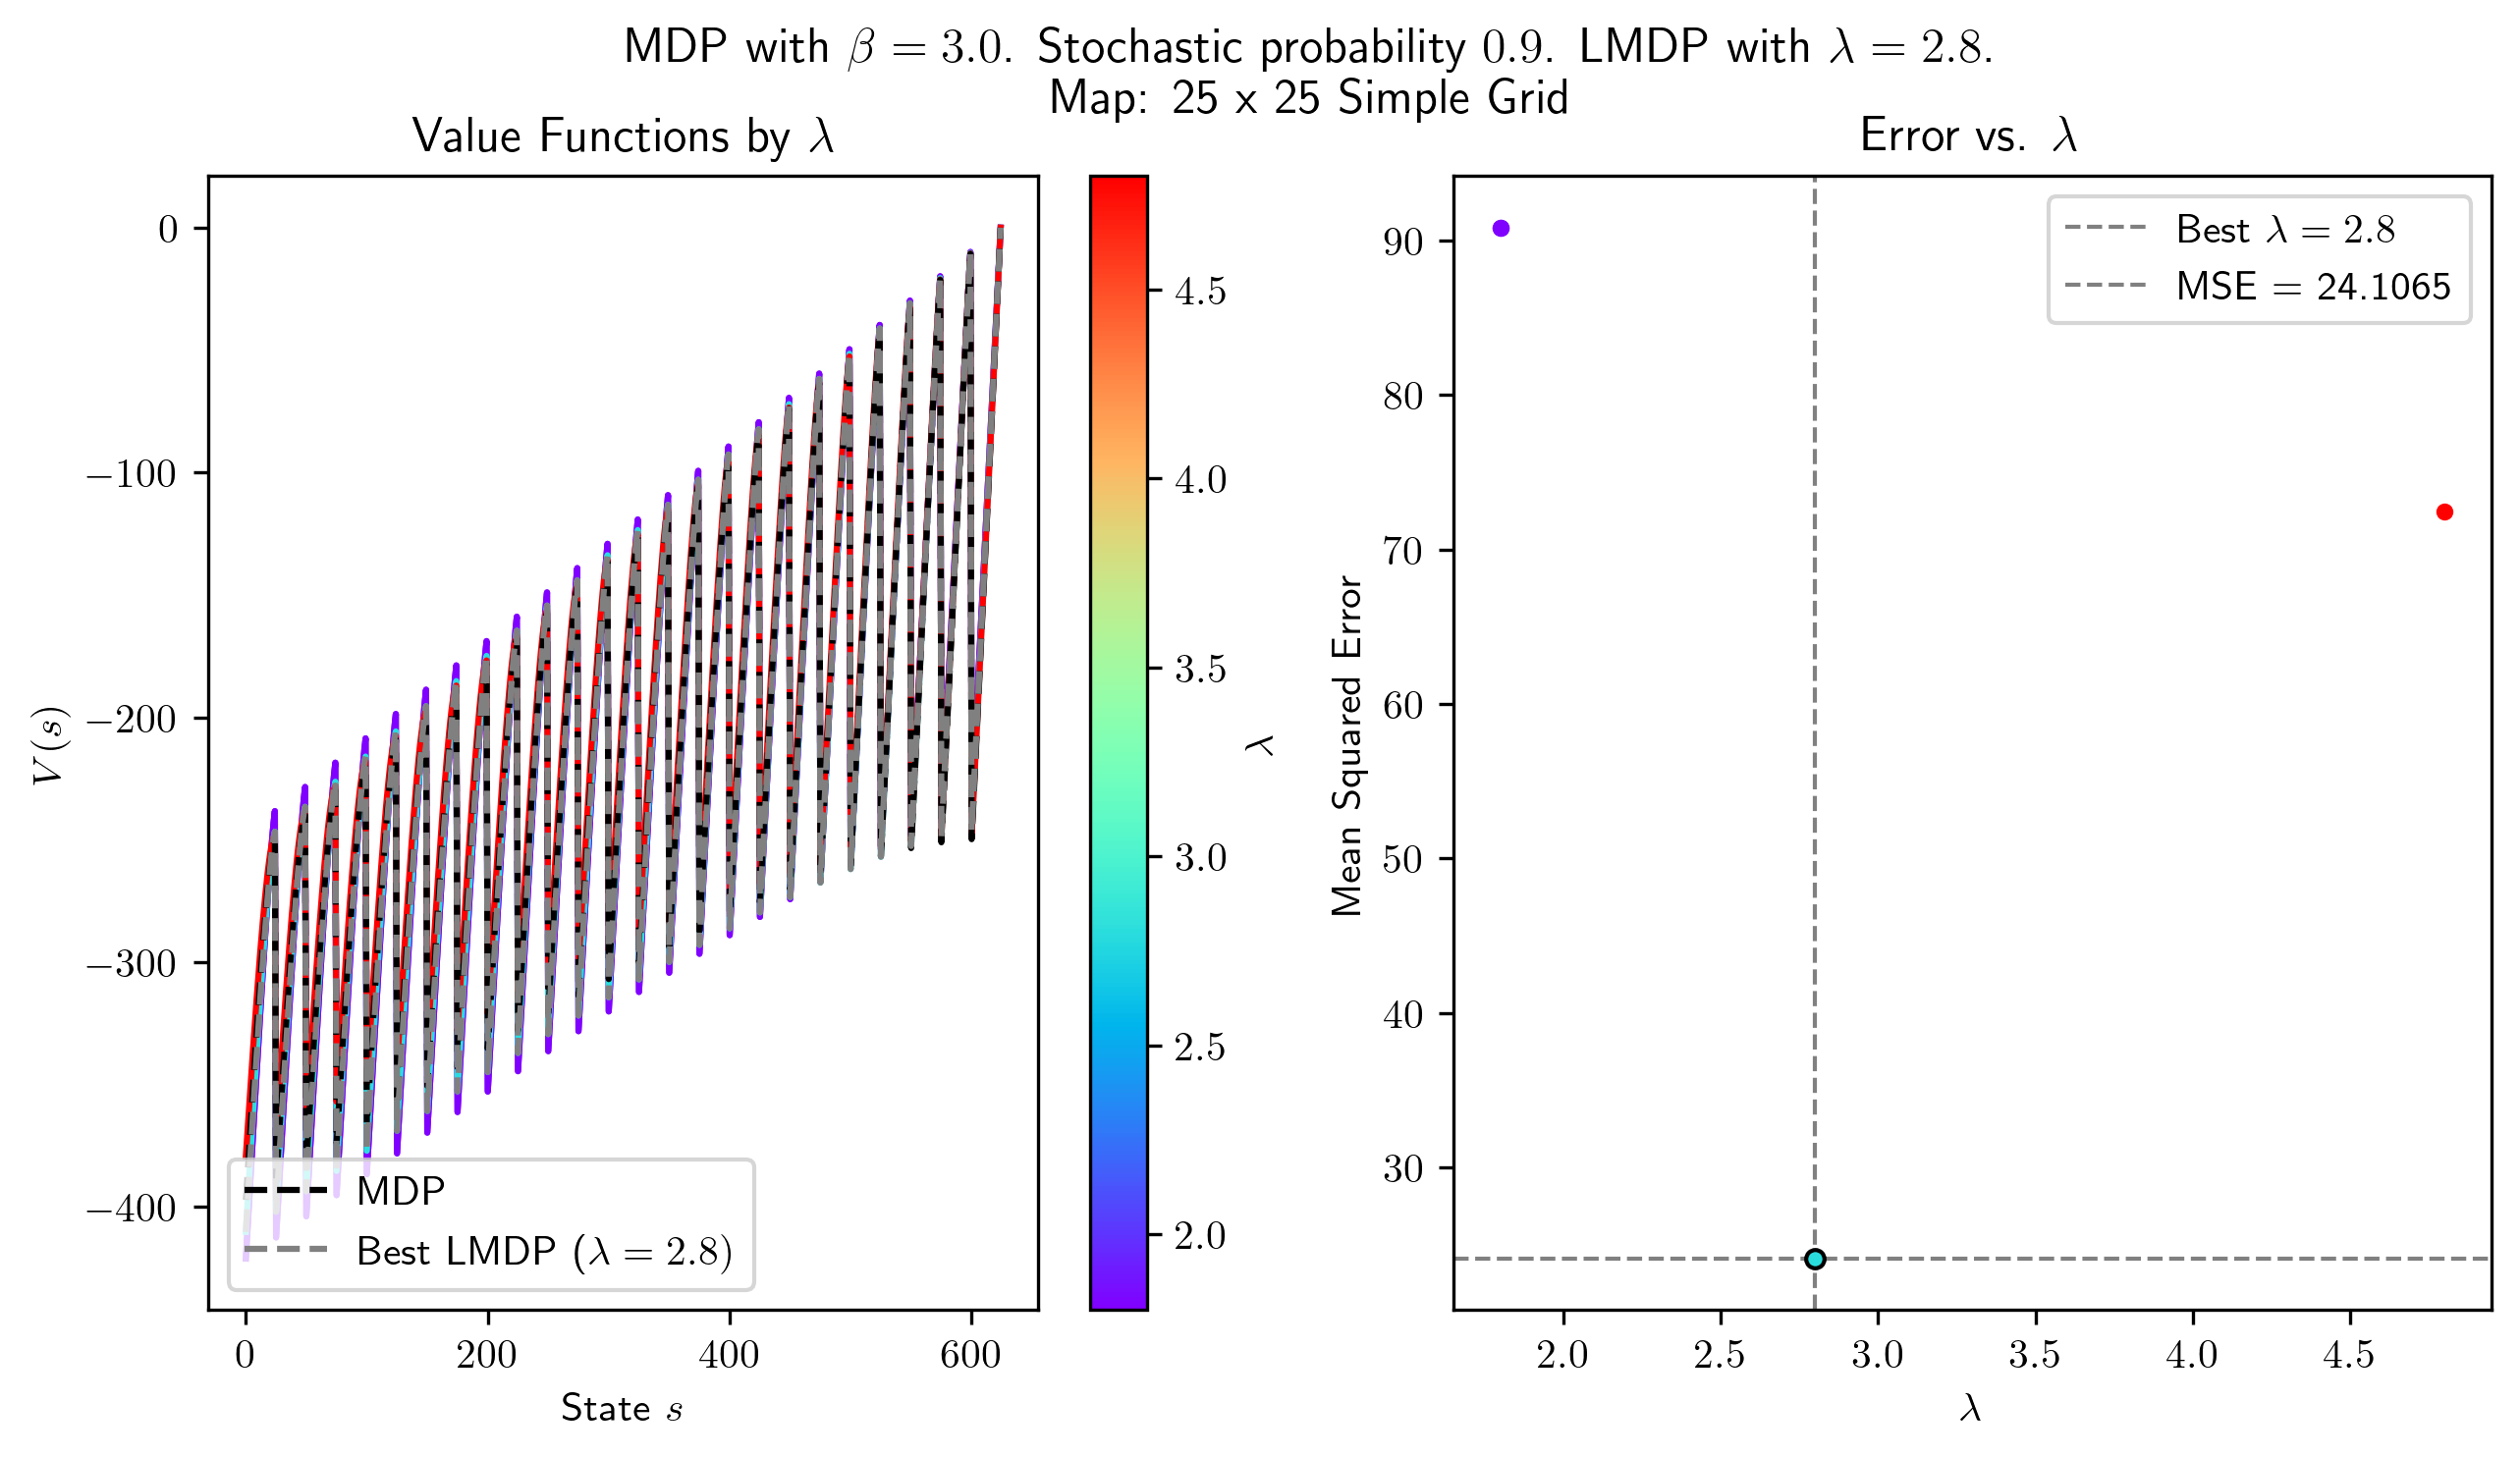 MDP with β = 3.0. Stochastic probability 0.9. LMDP with λ = 2.8.
Map: 25 x 25 Simple Grid
Value Functions by λ
0
−100
−200
−300
−400
V(s)
0
200
400
600
State s
MDP
Best LMDP (λ = 2.8)
4.5
4.0
3.5
3.0
2.5
2.0
λ
Error vs. λ
90
80
70
60
50
40
30
Mean Squared Error
2.0
2.5
3.0
3.5
4.0
4.5
λ
Best λ = 2.8
MSE = 24.1065